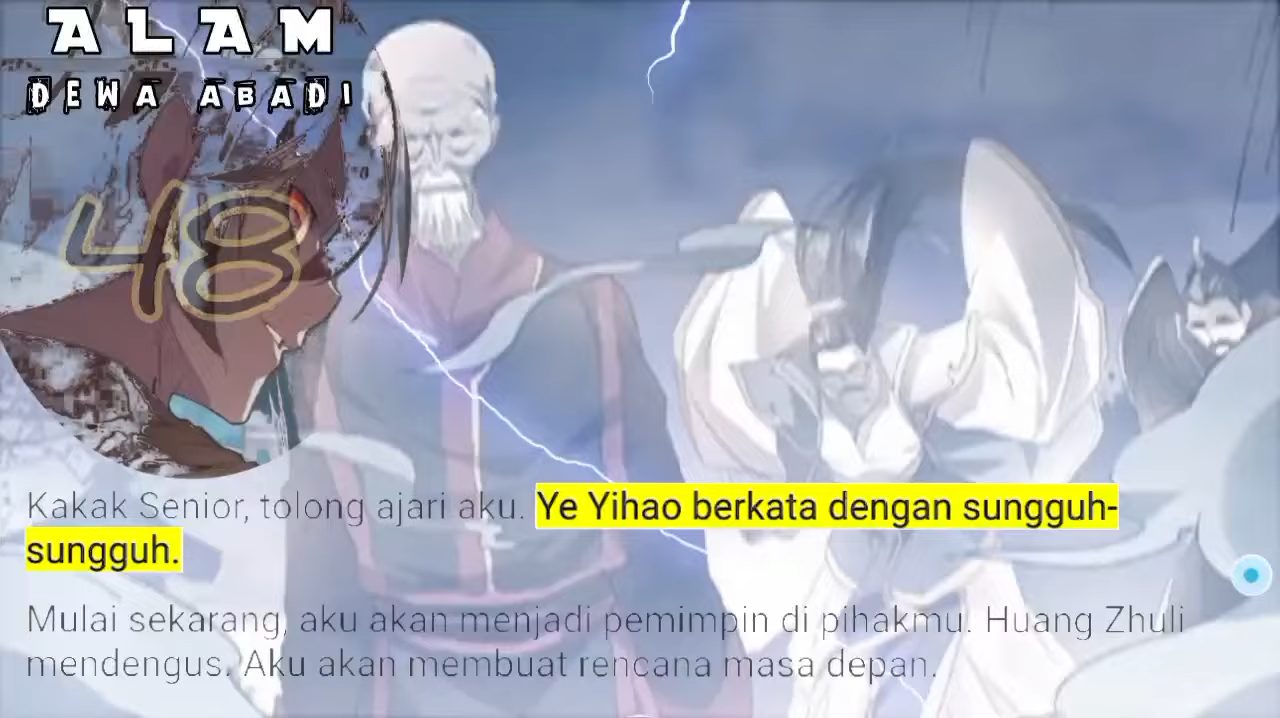 ALAM
DEWA ABADI
48
Kakak Senior, tolong ajari aku. Ye Yihao berkata dengan sungguh-
sungguh.
Mulai sekarang, aku akan menjadi pemimpin di pihakmu. Huang Zhuli
mendengus. Aku akan membuat rencana masa depan.